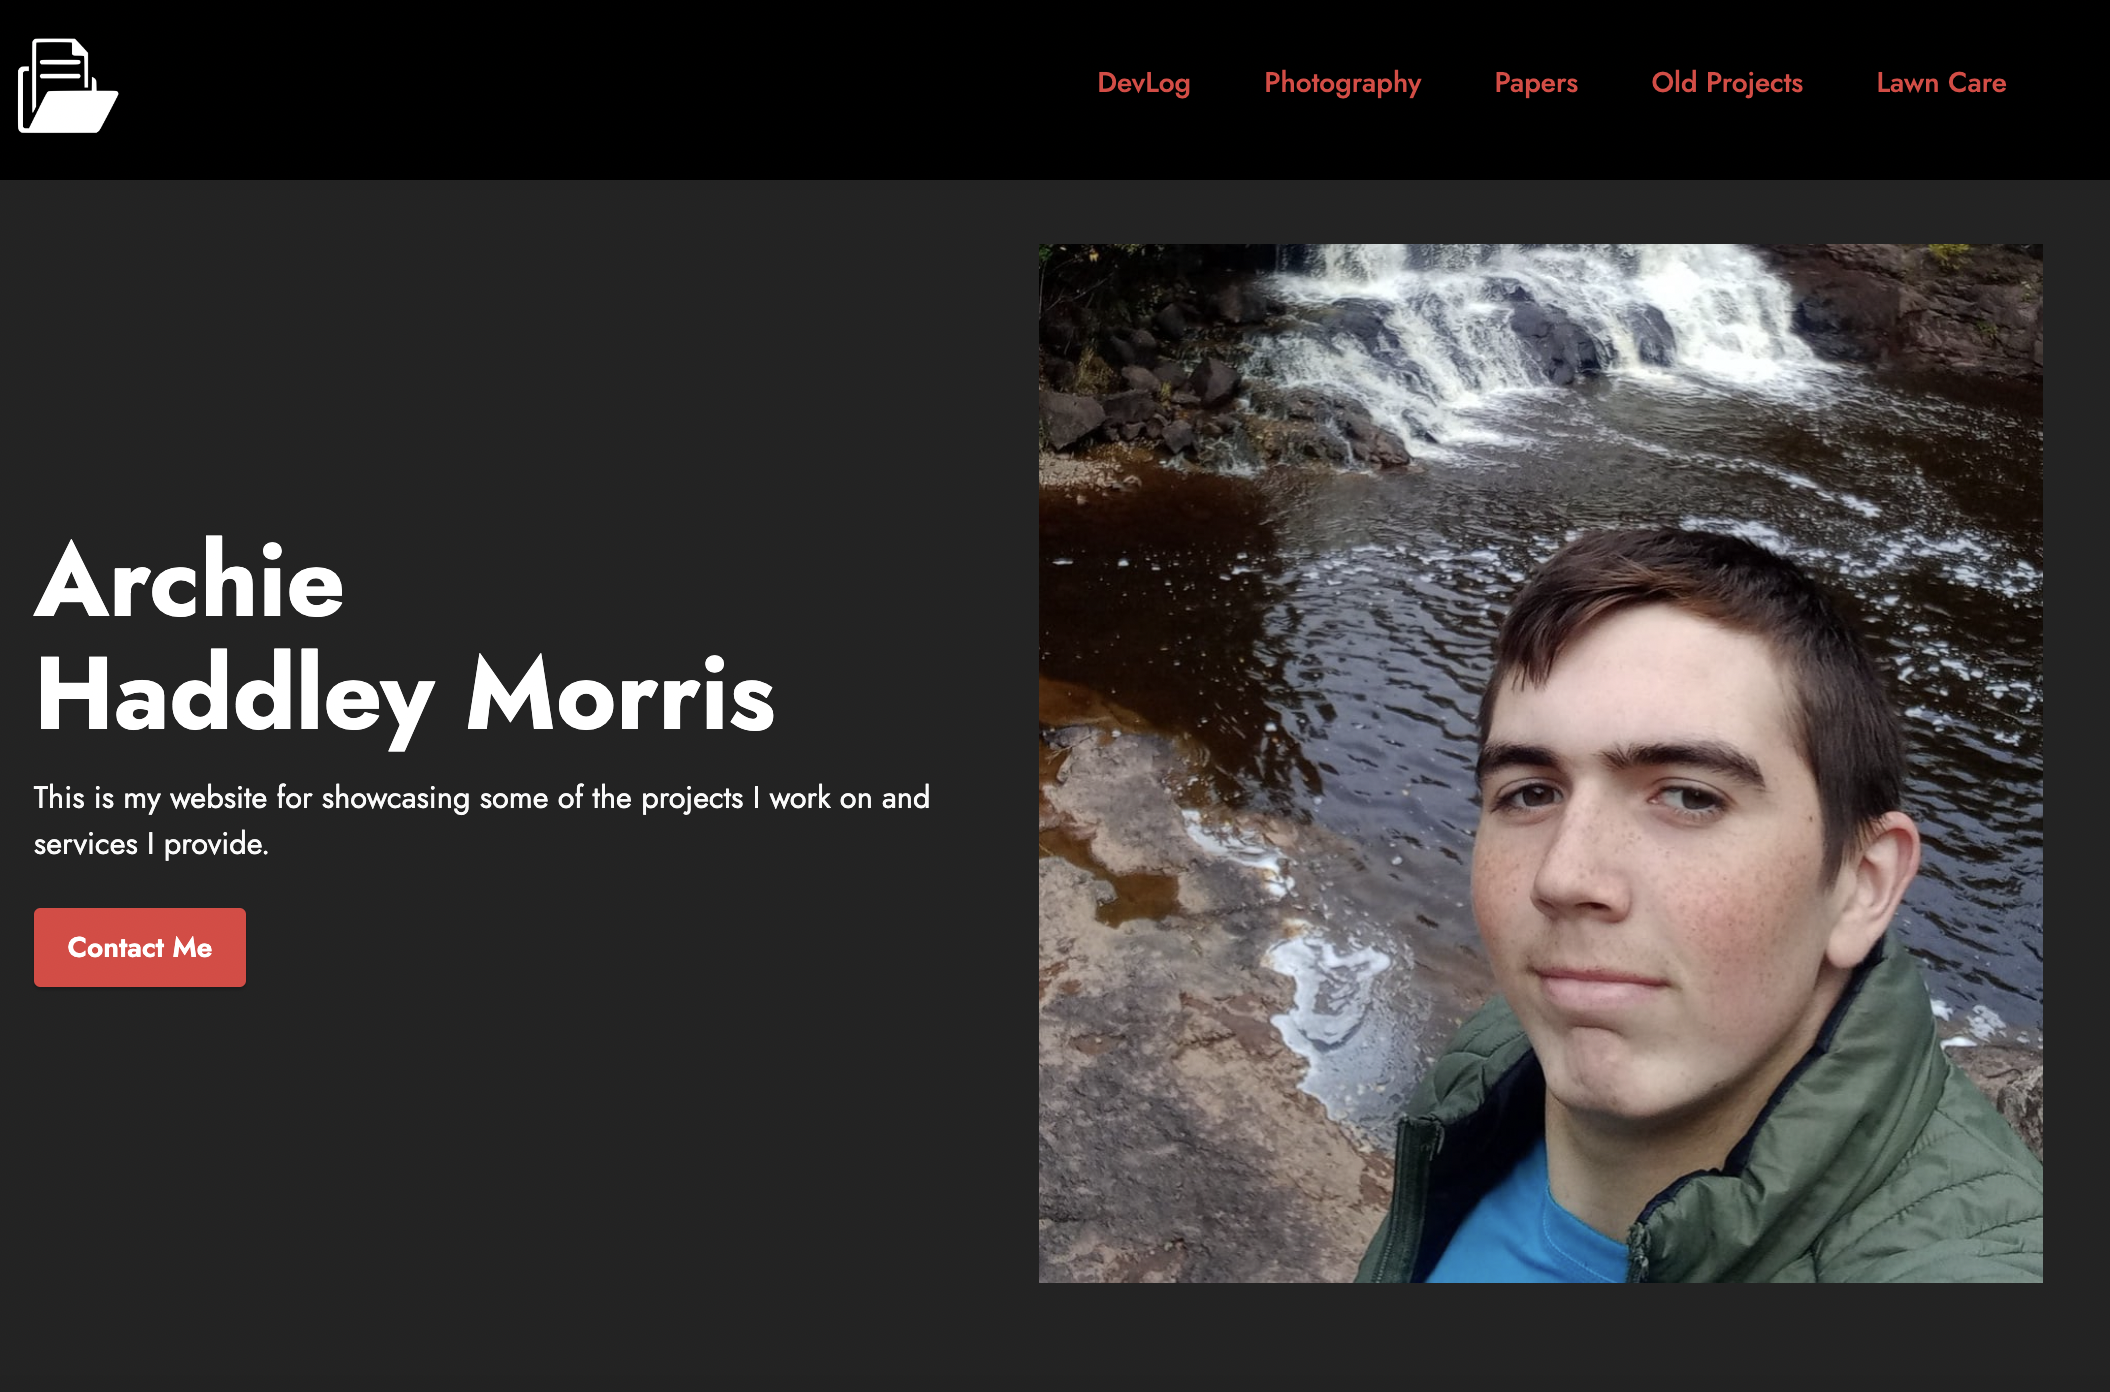 DevLog Photography Papers Old Projects Lawn Care
Archie
Haddley Morris
This is my website for showcasing some of the projects I work on and
services I provide.
Contact Me